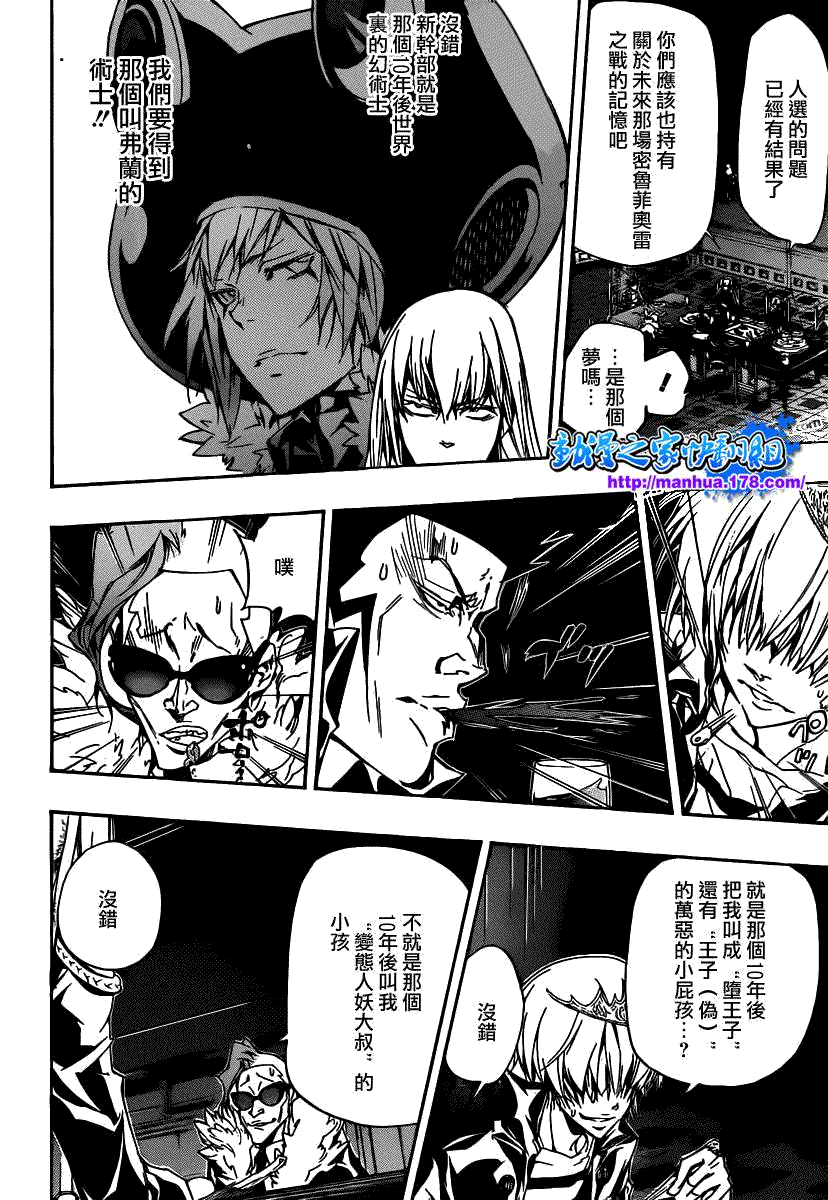 人選的問題
已經有結果了
你們應該也持有
關於未來那場密魯菲奧雷
之戰的記憶吧
!
…是那個
夢嗎…
沒錯
新幹部就是
那個10年後世界
裏的幻術士
我們要得到
那個叫弗蘭的
術士!!
動漫之家快翻組
http://manhua.178.com/
噗
就是那個10年後
把我叫成“墮王子”
還有“王子（偽）”
的萬惡的小屁孩…?
沒錯
不就是那個
10年後叫我
“變態人妖大叔”的
小孩
沒錯